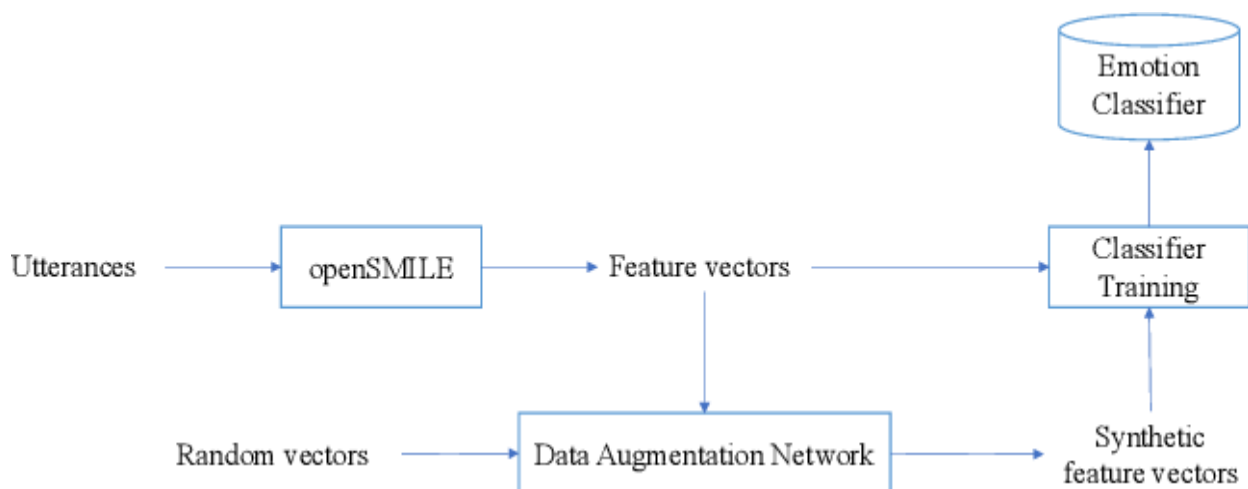 Emotion
Classifier
Utterances
openSMILE
Feature vectors
Classifier
Training
Random vectors
Data Augmentation Network
Synthetic
feature vectors